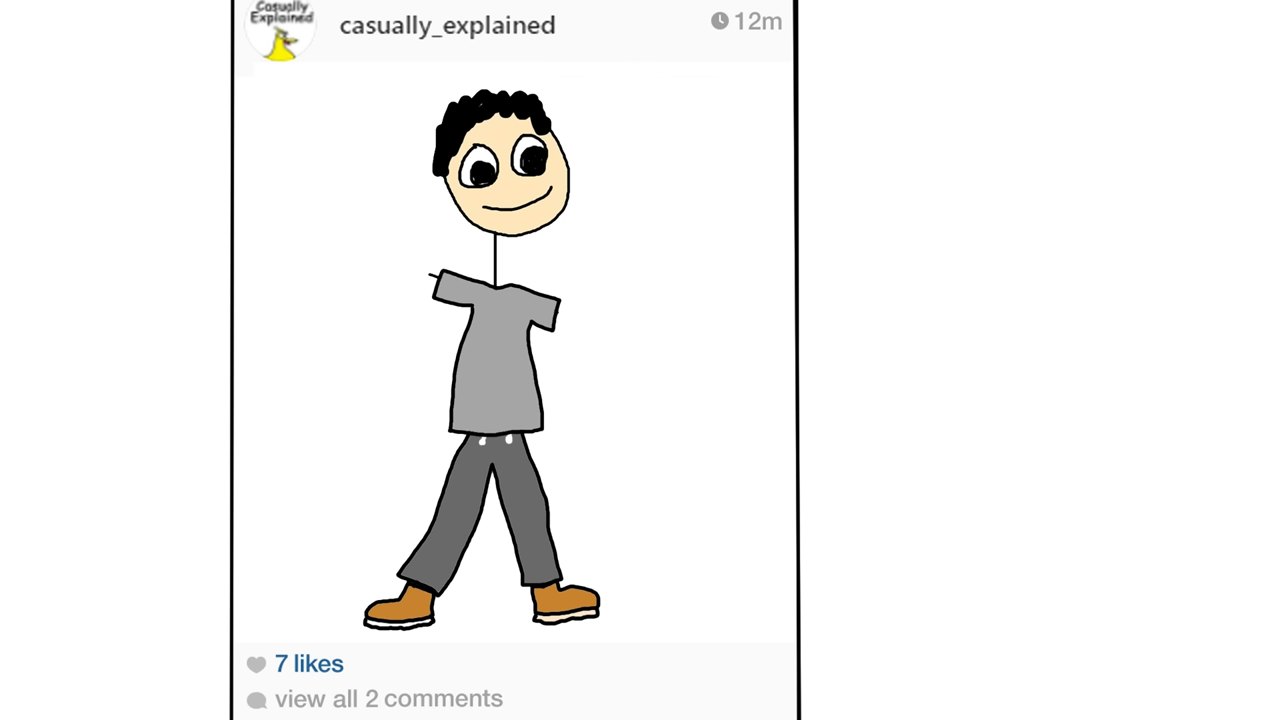 Casually
Explained
casually_explained
12m
7 likes
view all 2 comments